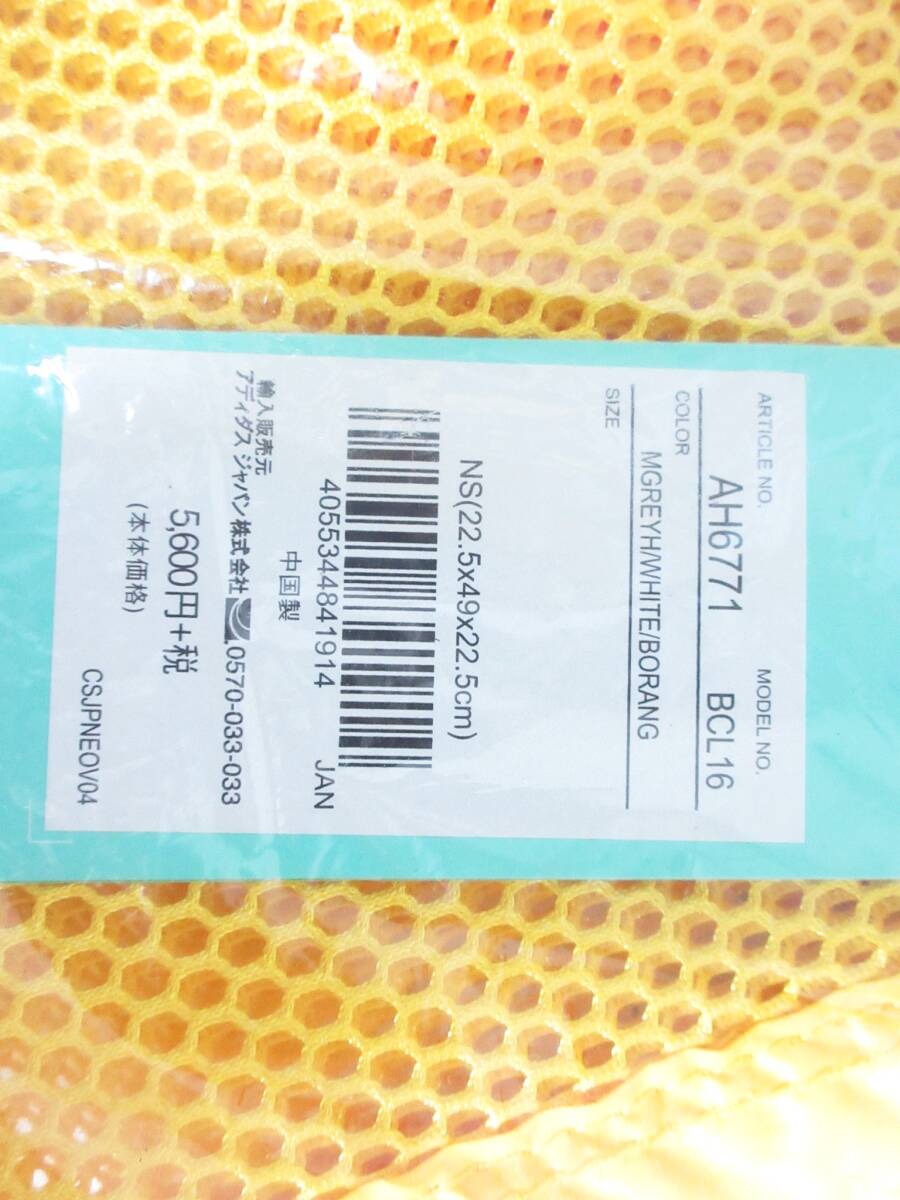 ARTICLE NO. MODEL NO.
AH6771 BCL16
COLOR
MGREYH/WHITE/BORANG
SIZE
NS(22.5x49x22.5cm)
4055344841914 JAN
中国製
輸入販売元
アディダス ジャパン株式会社 0570-033-033
5,600円+税
(本体価格)
CSJPNEOV04